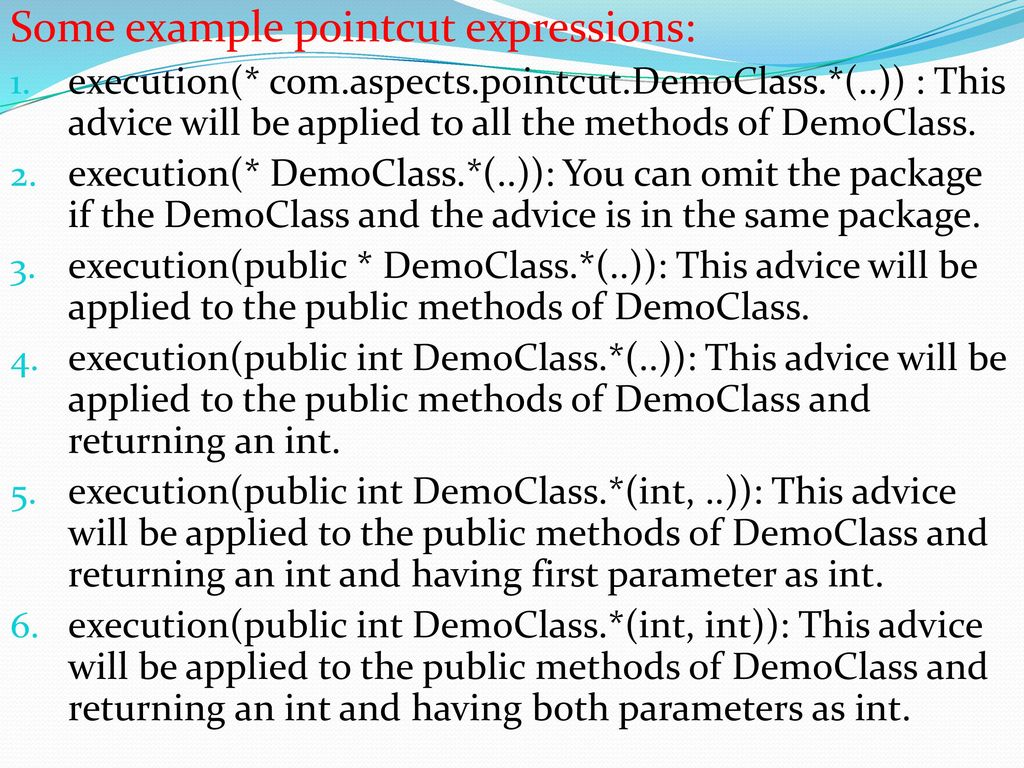 Some example pointcut expressions:
1. execution(* com.aspects.pointcut.DemoClass.*(..)) : This
advice will be applied to all the methods of DemoClass.
2. execution(* DemoClass.*(..)): You can omit the package
if the DemoClass and the advice is in the same package.
3. execution(public * DemoClass.*(..)): This advice will be
applied to the public methods of DemoClass.
4. execution(public int DemoClass.*(..)): This advice will be
applied to the public methods of DemoClass and
returning an int.
5. execution(public int DemoClass.*(int, ..)): This advice
will be applied to the public methods of DemoClass and
returning an int and having first parameter as int.
6. execution(public int DemoClass.*(int, int)): This advice
will be applied to the public methods of DemoClass and
returning an int and having both parameters as int.